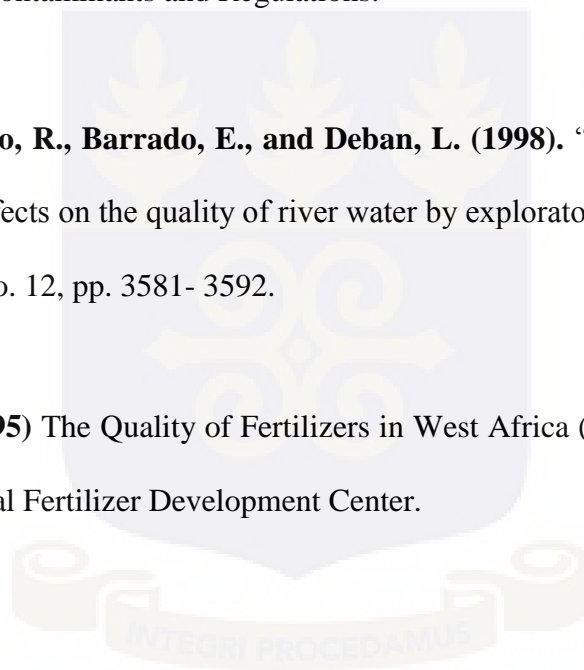 and Regulations.
o, R., Barrado, E., and Deban, L. (1998). "
fects on the quality of river water by explorato
o. 12, pp. 3581- 3592.
95) The Quality of Fertilizers in West Africa (
al Fertilizer Development Center.
INTEGRI PROCEDAMUS